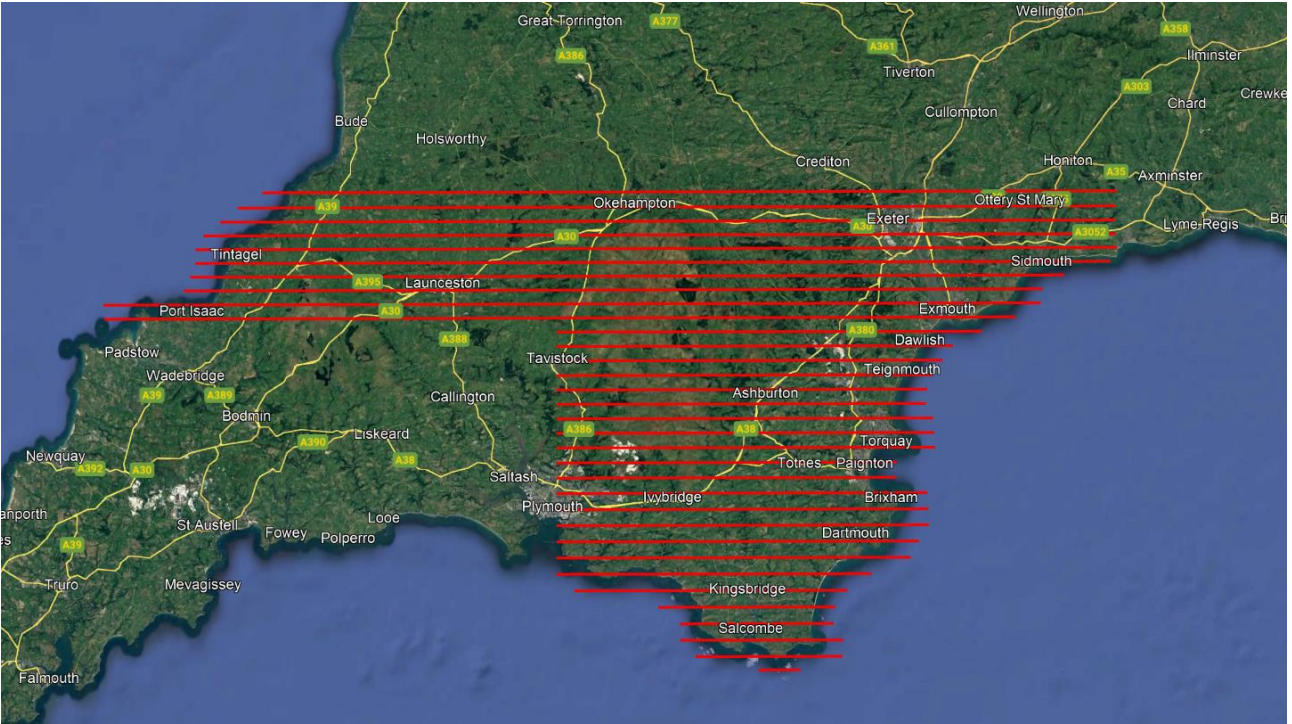 Wellington
Great Torrington
A377
A358
A386
A361
Ilminster
Tiverton
A303
Crewke
Chard
Cullompton
Bude
Holsworthy
Crediton
Honiton
A35
Axminster
Okehampton
Ottery St Mary
A39
Exeter
Lyme-Regis
Bri
A30
A30
A3052
Tintagel
Sidmouth
A395
Launceston
Port Isaac
A30
Exmouth
A380
A388
Dawlish
Padstow
Tavistock
Teignmouth
Wadebridge
A39
A389
Callington
Ashburton
Bodmin
A386
A38
Liskeard
A390
Torquay
Newquay
A392
A30
A38
Totnes
Paignton
Saltash
Ivybridge
Brixham
Plymouth
anporth
St Austell
Looe
Fowey
Polperro
Dartmouth
es
A39
Truro
Mevagissey
Kingsbridge
Salcombe
Falmouth